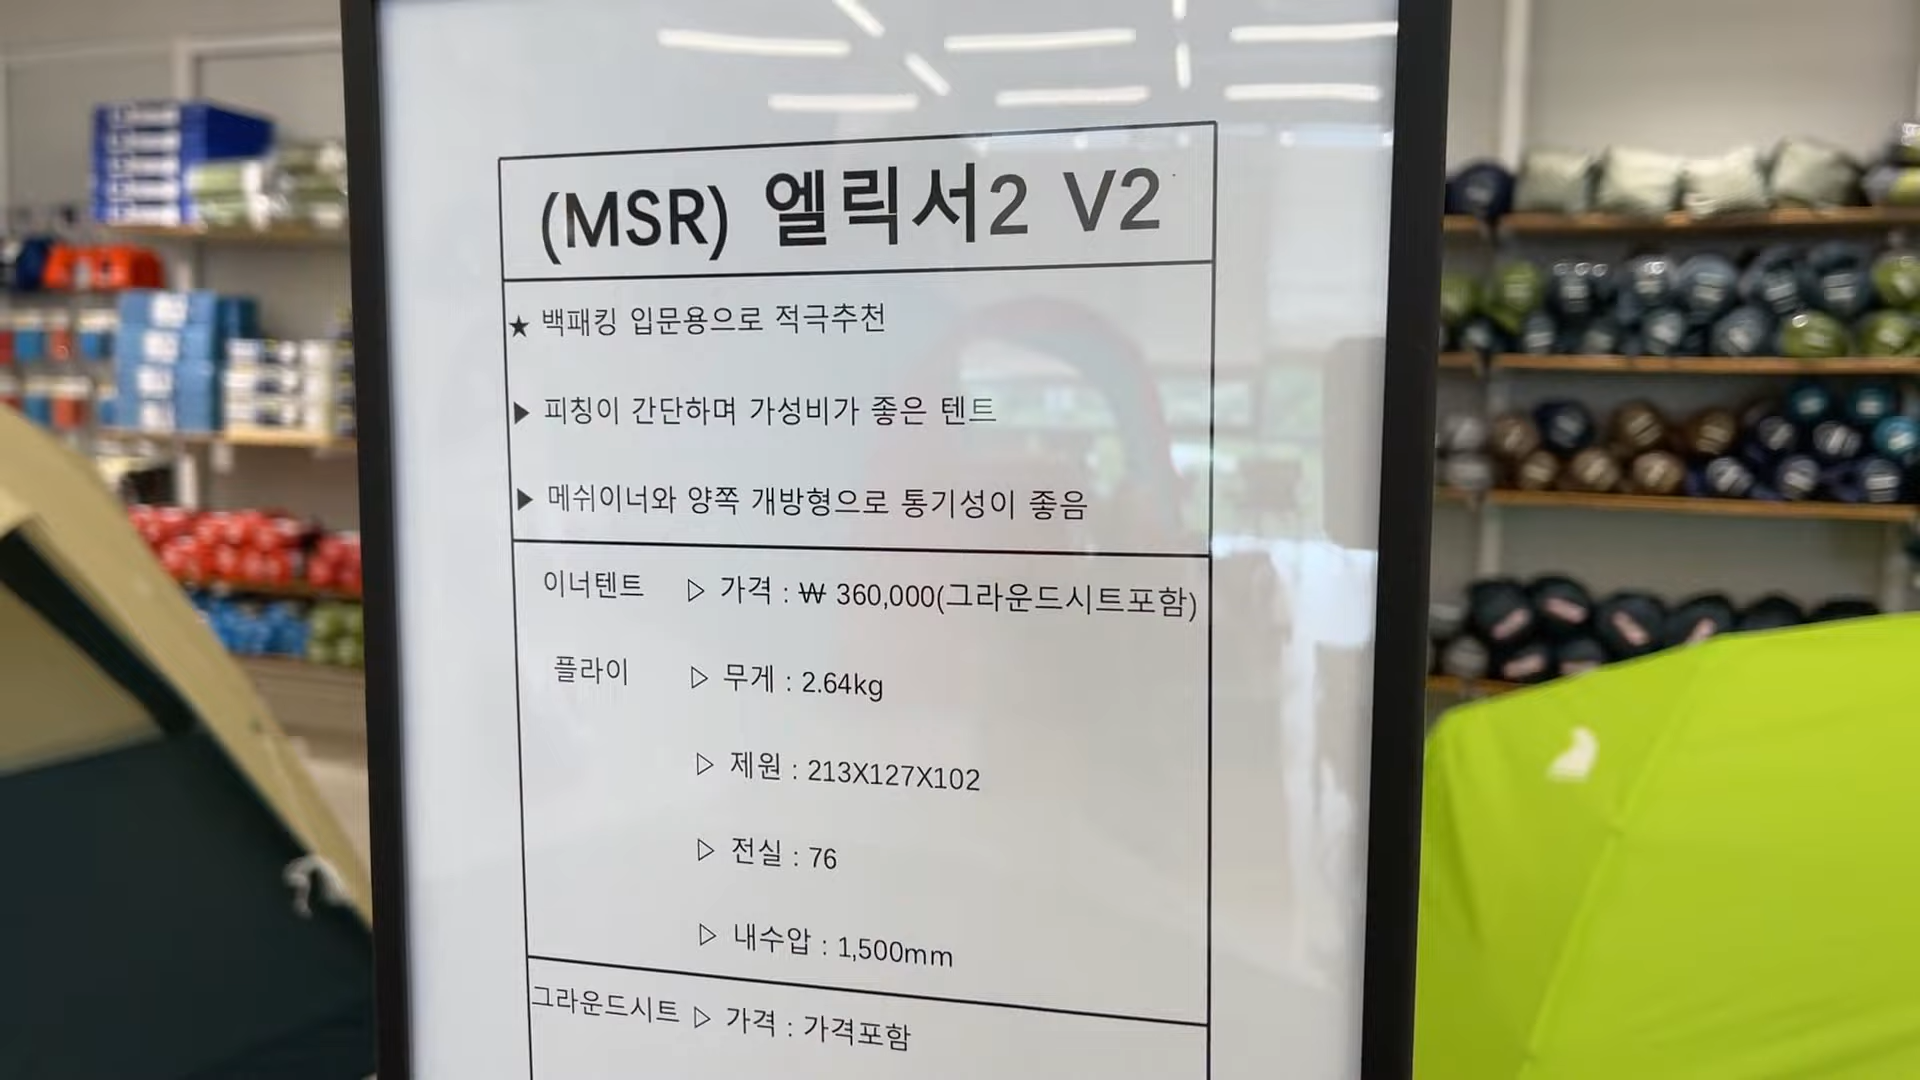 (MSR) 엘릭서2 V2
★ 백패킹 입문용으로 적극추천
▶ 피칭이 간단하며 가성비가 좋은 텐트
▶ 메쉬이너와 양쪽 개방형으로 통기성이 좋음
이너텐트 ▷ 가격 : ₩ 360,000(그라운드시트포함)
플라이 ▷ 무게 : 2.64kg
▷ 제원 : 213X127X102
▷ 전실 : 76
▷ 내수압 : 1,500mm
그라운드시트 ▷ 가격 : 가격포함